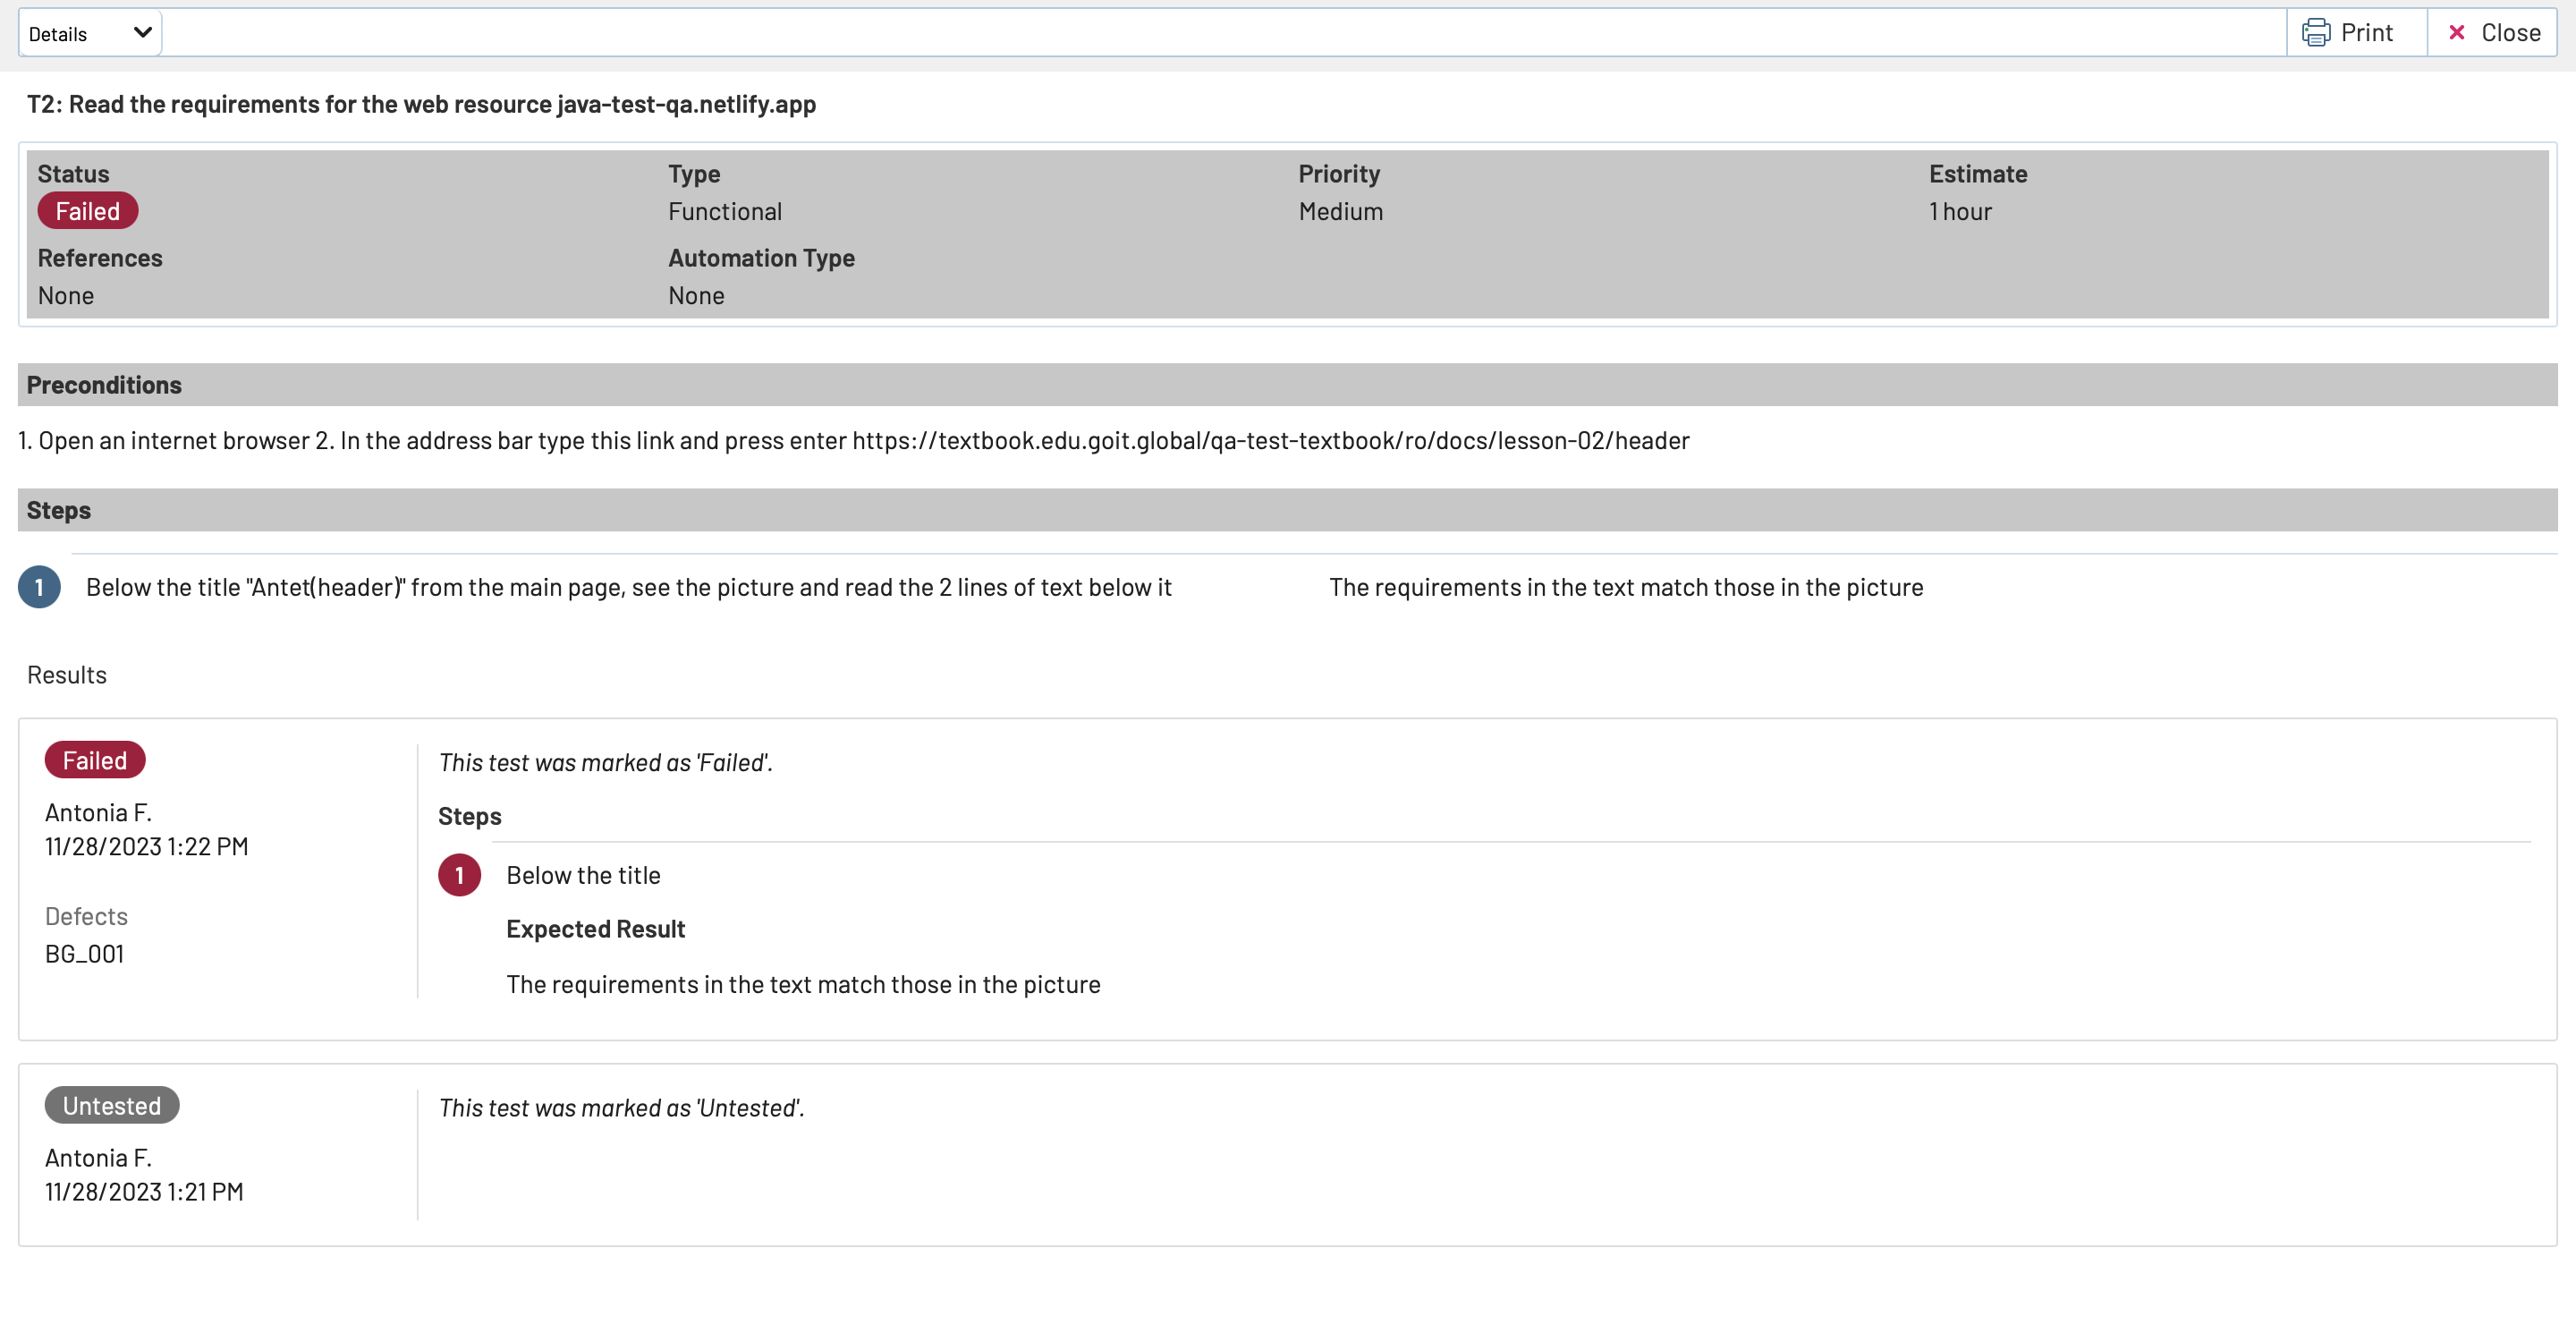 Details
Print
Close
T2: Read the requirements for the web resource java-test-qa.netlify.app
Status Type Priority Estimate
Failed Functional Medium 1 hour
References Automation Type
None None
Preconditions
1. Open an internet browser 2. In the address bar type this link and press enter https://textbook.edu.goit.global/qa-test-textbook/ro/docs/lesson-02/header
Steps
1 Below the title "Antet(header)" from the main page, see the picture and read the 2 lines of text below it The requirements in the text match those in the picture
Results
Failed
Antonia F.
11/28/2023 1:22 PM
Defects
BG_001
This test was marked as 'Failed'.
Steps
1 Below the title
Expected Result
The requirements in the text match those in the picture
Untested
Antonia F.
11/28/2023 1:21 PM
This test was marked as 'Untested'.